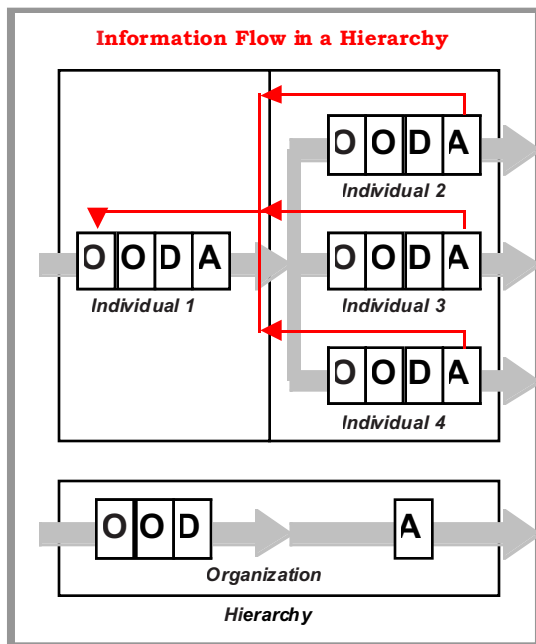 Information Flow in a Hierarchy
O O D A
Individual 2
O O D A
Individual 1
O O D A
Individual 3
O O D A
Individual 4
O O D
A
Organization
Hierarchy